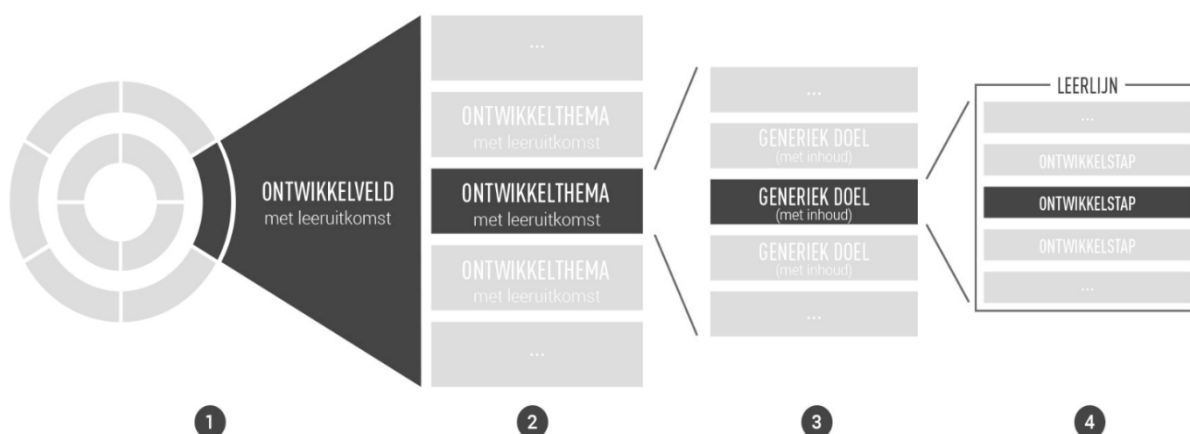 ONTWIKKELVELD
met leeruitkomst
...
ONTWIKKELTHEMA
met leeruitkomst
ONTWIKKELTHEMA
met leeruitkomst
ONTWIKKELTHEMA
met leeruitkomst
...
...
GENERIEK DOEL
(met inhoud)
GENERIEK DOEL
(met inhoud)
GENERIEK DOEL
(met inhoud)
...
LEERLIJN
...
ONTWIKKELSTAP
ONTWIKKELSTAP
ONTWIKKELSTAP
...
1
2
3
4